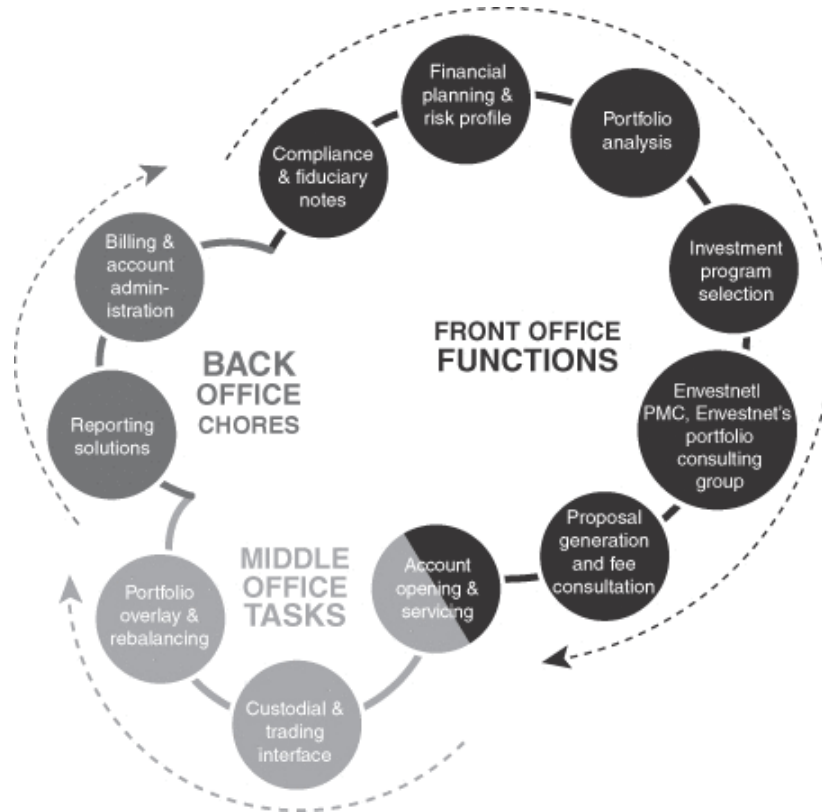 Financial
planning &
risk profile
Portfolio
analysis
Compliance
& fiduciary
notes
Investment
program
selection
Billing &
account
admin-
istration
FRONT OFFICE
FUNCTIONS
BACK
OFFICE
CHORES
Envestnetl
PMC, Envestnet's
portfolio
consulting
group
Reporting
solutions
Proposal
generation
and fee
consultation
MIDDLE
OFFICE
TASKS
Account
opening &
servicing
Portfolio
overlay &
rebalancing
Custodial &
trading
interface